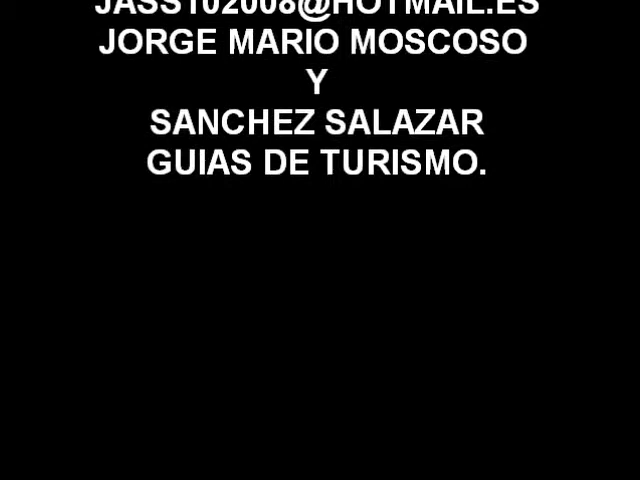 JASS102008@HOTMAIL.ES
JORGE MARIO MOSCOSO
Y
SANCHEZ SALAZAR
GUIAS DE TURISMO.